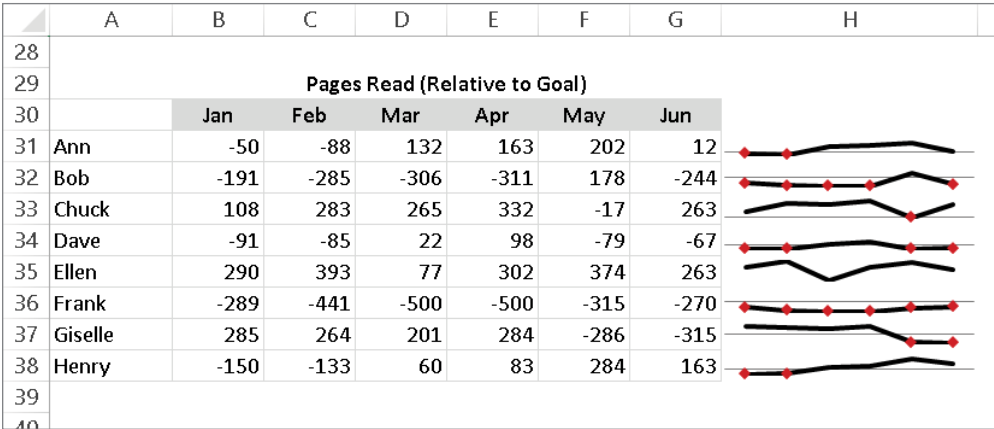 A B C D E F G H
28
29 Pages Read (Relative to Goal)
30 Jan Feb Mar Apr May Jun
31 Ann -50 -88 132 163 202 12
32 Bob -191 -285 -306 -311 178 -244
33 Chuck 108 283 265 332 -17 263
34 Dave -91 -85 22 98 -79 -67
35 Ellen 290 393 77 302 374 263
36 Frank -289 -441 -500 -500 -315 -270
37 Giselle 285 264 201 284 -286 -315
38 Henry -150 -133 60 83 284 163
39
40